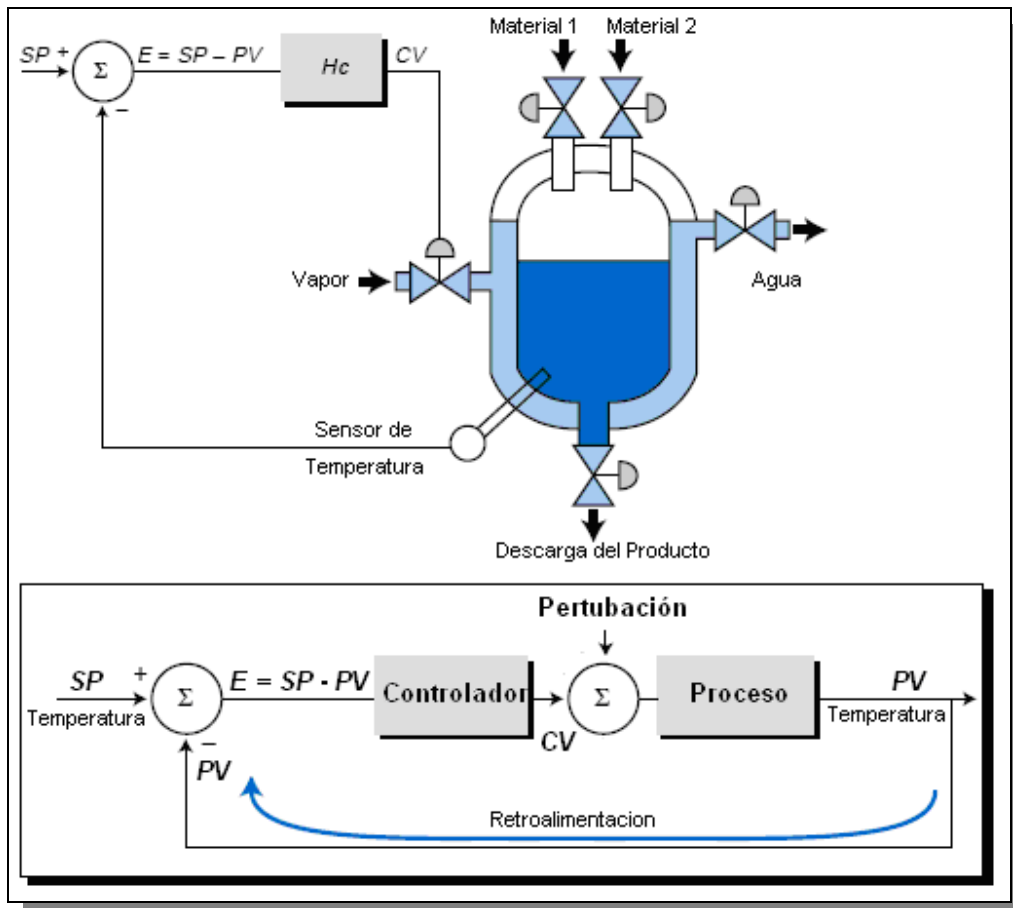 Material 1
Material 2
SP +
E = SP – PV
Hc
CV
Σ
–
Vapor
Agua
Sensor de
Temperatura
Descarga del Producto
Pertubación
SP
+
E = SP - PV
Controlador
Proceso
PV
Σ
Σ
Temperatura
Temperatura
–
CV
PV
Retroalimentacion